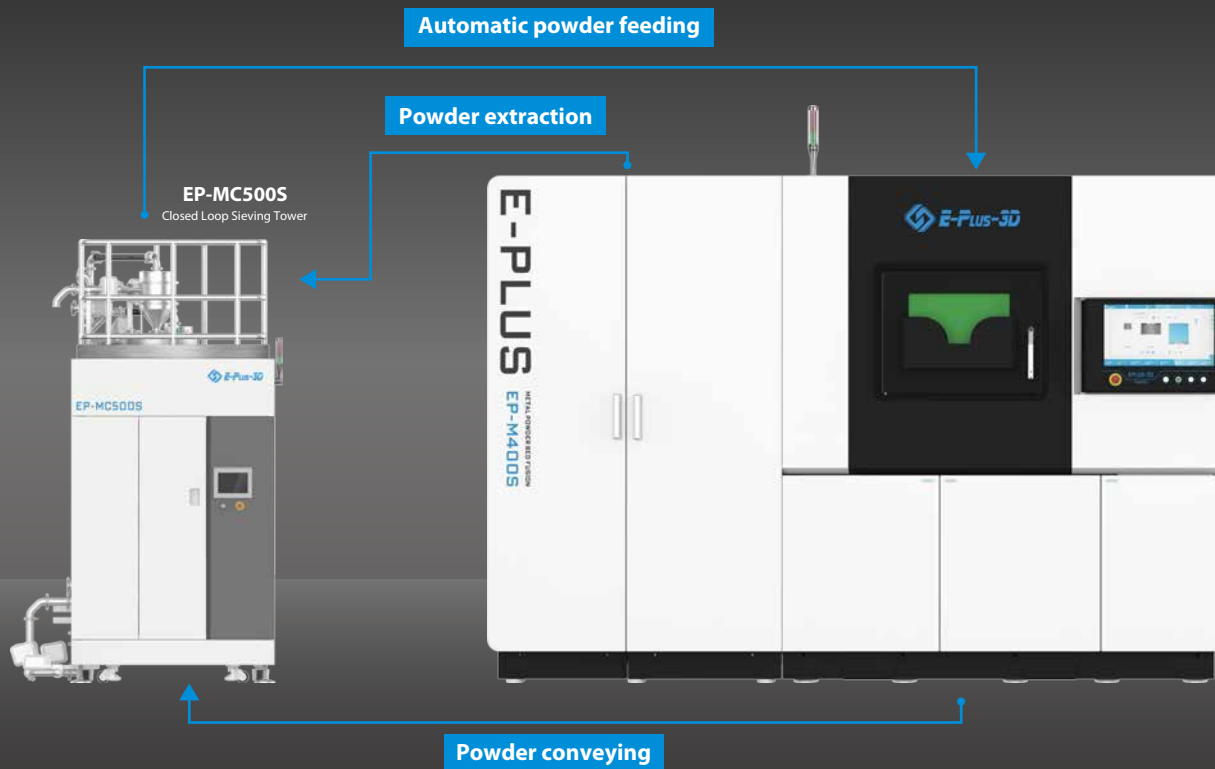 Automatic powder feeding
Powder extraction
EP-MC500S
Closed Loop Sieving Tower
E-PLUS-3D
EP-MC500S
E-PLUS
EP-M400S
METAL POWDER BED FUSION
E-PLUS-3D
Powder conveying